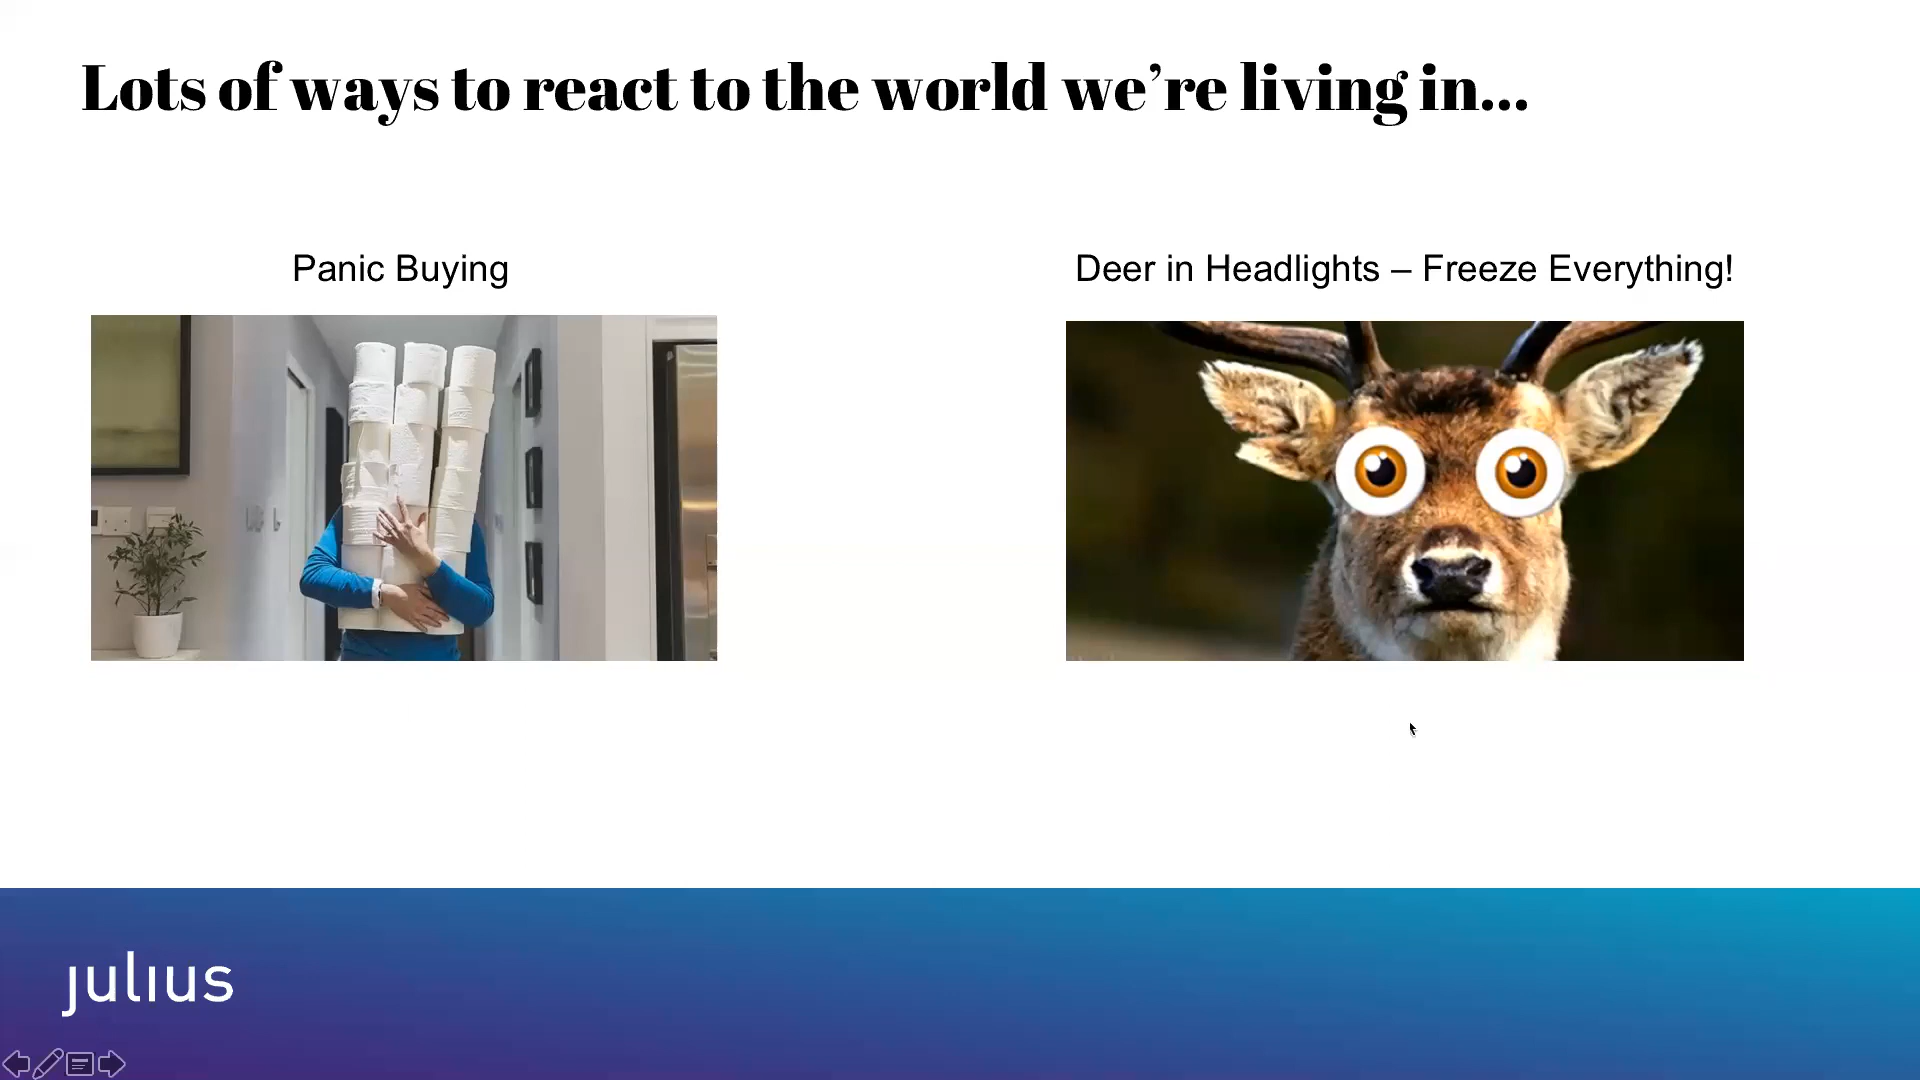 Lots of ways to react to the world we’re living in...
Panic Buying
Deer in Headlights – Freeze Everything!
julius